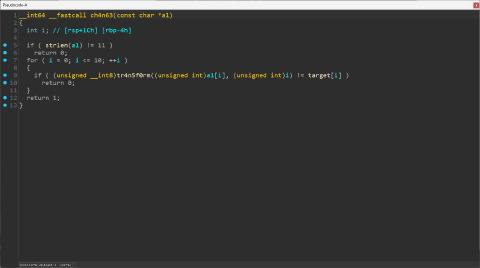 Pseudocode-A
1 __int64 __fastcall ch4n63(const char *a1)
2 {
3 int i; // [rsp+1Ch] [rbp-4h]
4
5 if ( strlen(a1) != 11 )
6 return 0;
7 for ( i = 0; i <= 10; ++i )
8 {
9 if ( (unsigned __int8)tr4n5f0rm((unsigned int)a1[i], (unsigned int)i) != target[i] )
10 return 0;
11 }
12 return 1;
13 }